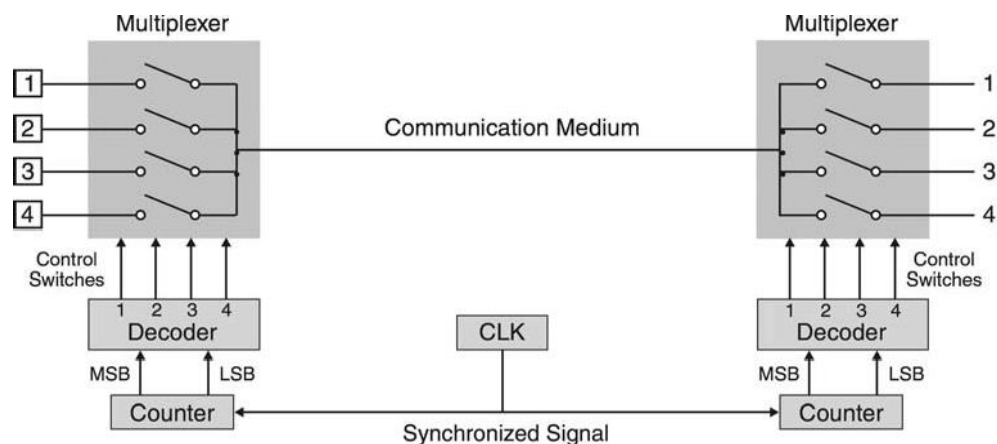 Multiplexer
Multiplexer
1
2
3
4
Communication Medium
1
2
3
4
Control
Switches
Control
Switches
1 2 3 4
Decoder
1 2 3 4
Decoder
CLK
MSB
LSB
MSB
LSB
Counter
Counter
Synchronized Signal